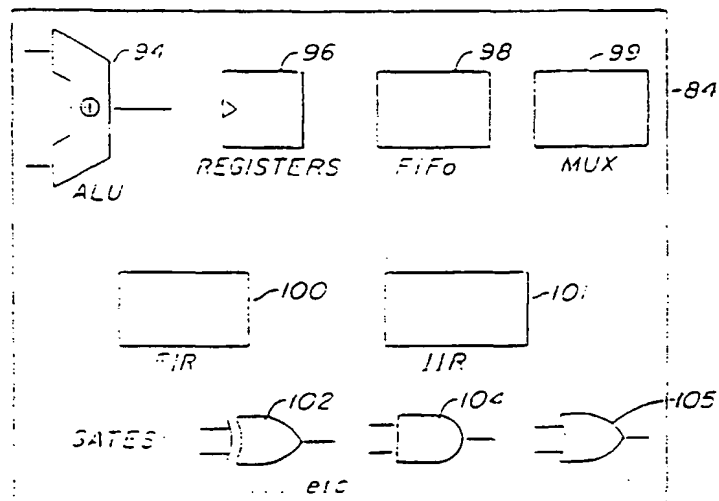 94 96 98 99
84
ALU REGISTERS FIFO MUX
100 101
FIR IIR
102 104 105
GATES:
.... etc